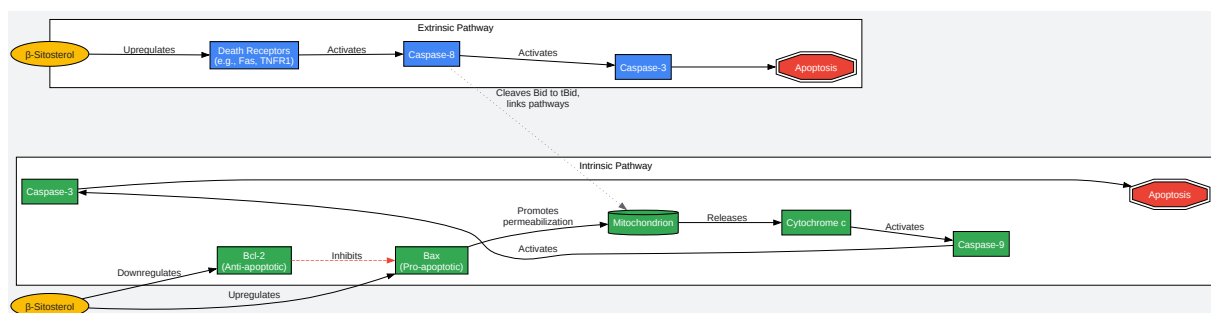 Extrinsic Pathway
β-Sitosterol
Upregulates
Death Receptors
(e.g., Fas, TNFR1)
Activates
Caspase-8
Activates
Caspase-3
Apoptosis
Cleaves Bid to tBid,
links pathways
Intrinsic Pathway
Caspase-3
Apoptosis
Promotes
permeabilization
Mitochondrion
Releases
Cytochrome c
Activates
Caspase-9
Activates
Bcl-2
(Anti-apoptotic)
Inhibits
Bax
(Pro-apoptotic)
Downregulates
Upregulates
β-Sitosterol